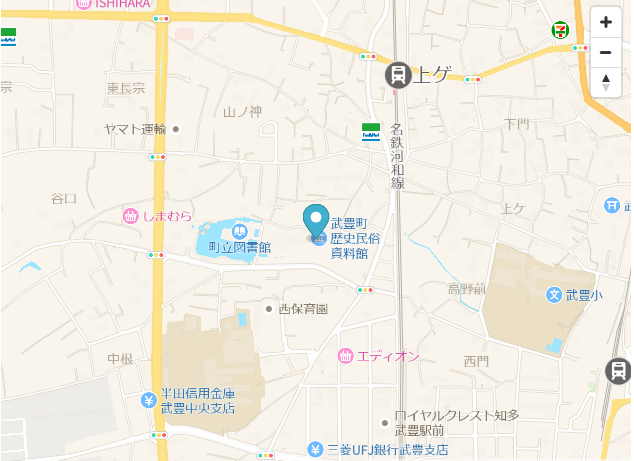 ISHIHARA
7
上ゲ
東長宗
山ノ神
ヤマト運輸
名鉄河和線
下門
谷口
しまむら
上ケ
武
武豊町
歴史民俗
資料館
町立図書館
高野前
武豊小
西保育園
中根
エディオン
西門
半田信用金庫
武豊中央支店
ロイヤルクレスト知多
武豊駅前
三菱UFJ銀行武豊支店